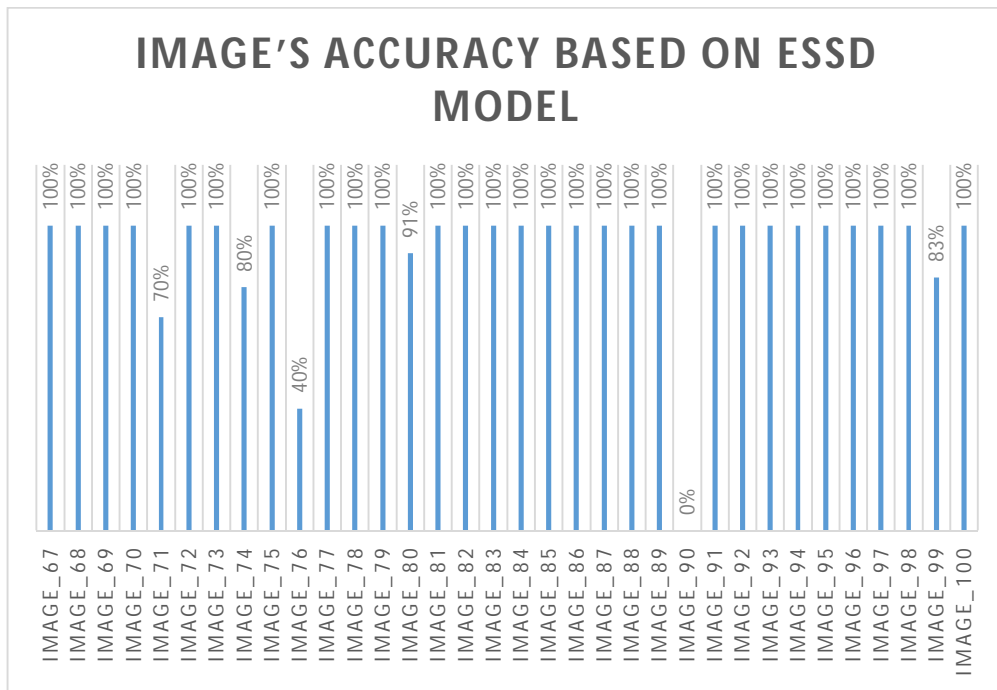 IMAGE'S ACCURACY BASED ON ESSD
MODEL
100%
100%
100%
100%
70%
100%
100%
80%
100%
40%
100%
100%
100%
91%
100%
100%
100%
100%
100%
100%
100%
100%
100%
0%
100%
100%
100%
100%
100%
100%
100%
100%
83%
100%
IMAGE_67
IMAGE_68
IMAGE_69
IMAGE_70
IMAGE_71
IMAGE_72
IMAGE_73
IMAGE_74
IMAGE_75
IMAGE_76
IMAGE_77
IMAGE_78
IMAGE_79
IMAGE_80
IMAGE_81
IMAGE_82
IMAGE_83
IMAGE_84
IMAGE_85
IMAGE_86
IMAGE_87
IMAGE_88
IMAGE_89
IMAGE_90
IMAGE_91
IMAGE_92
IMAGE_93
IMAGE_94
IMAGE_95
IMAGE_96
IMAGE_97
IMAGE_98
IMAGE_99
IMAGE_100